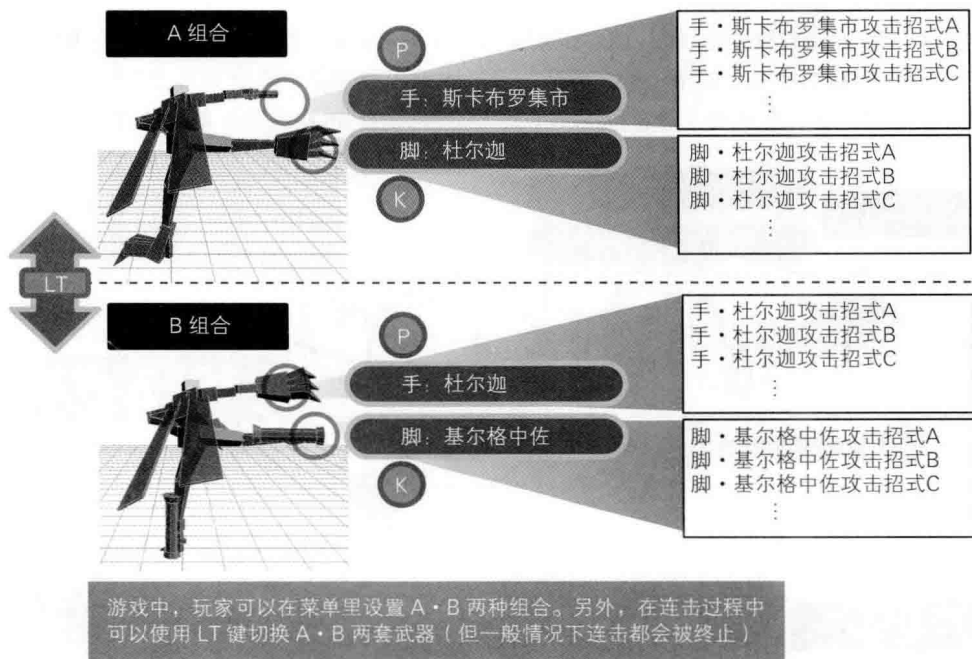 A 组合
P
手：斯卡布罗集市
脚：杜尔迦
K
手・斯卡布罗集市攻击招式A
手・斯卡布罗集市攻击招式B
手・斯卡布罗集市攻击招式C
⋮
脚・杜尔迦攻击招式A
脚・杜尔迦攻击招式B
脚・杜尔迦攻击招式C
⋮
LT
B 组合
P
手：杜尔迦
脚：基尔格中佐
K
手・杜尔迦攻击招式A
手・杜尔迦攻击招式B
手・杜尔迦攻击招式C
⋮
脚・基尔格中佐攻击招式A
脚・基尔格中佐攻击招式B
脚・基尔格中佐攻击招式C
⋮
游戏中，玩家可以在菜单里设置 A・B 两种组合。另外，在连击过程中
可以使用 LT 键切换 A・B 两套武器（但一般情况下连击都会被终止）